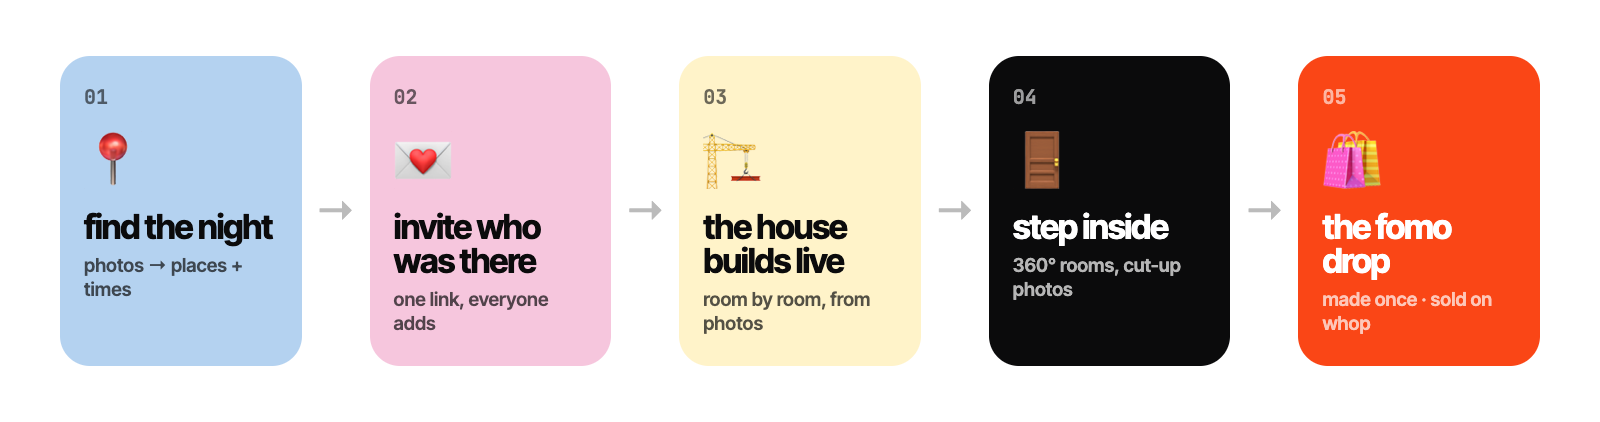 01
find the night
photos → places +
times
02
invite who
was there
one link, everyone
adds
03
the house
builds live
room by room, from
photos
04
step inside
360° rooms, cut-up
photos
05
the fomo
drop
made once · sold on
whop